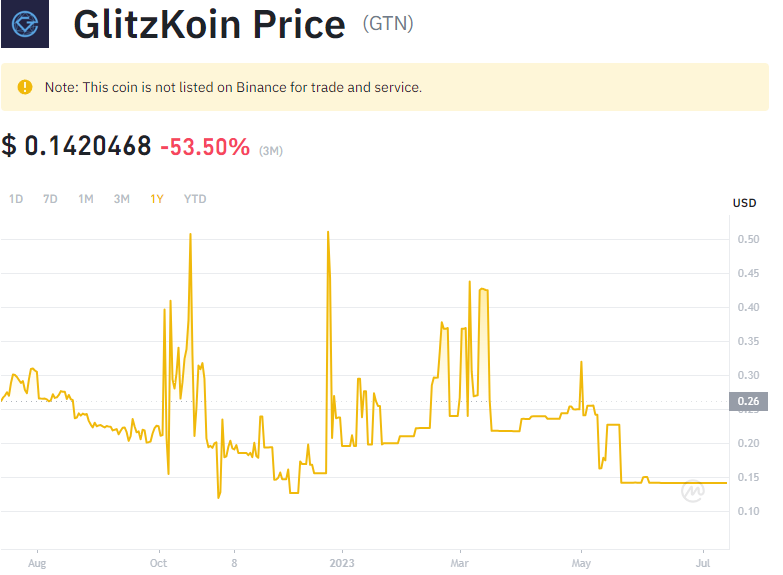 GlitzKoin Price (GTN)
Note: This coin is not listed on Binance for trade and service.
$ 0.1420468 -53.50% (3M)
1D 7D 1M 3M 1Y YTD
USD
0.50
0.45
0.40
0.35
0.30
0.26
0.20
0.15
0.10
Aug Oct 8 2023 Mar May Jul